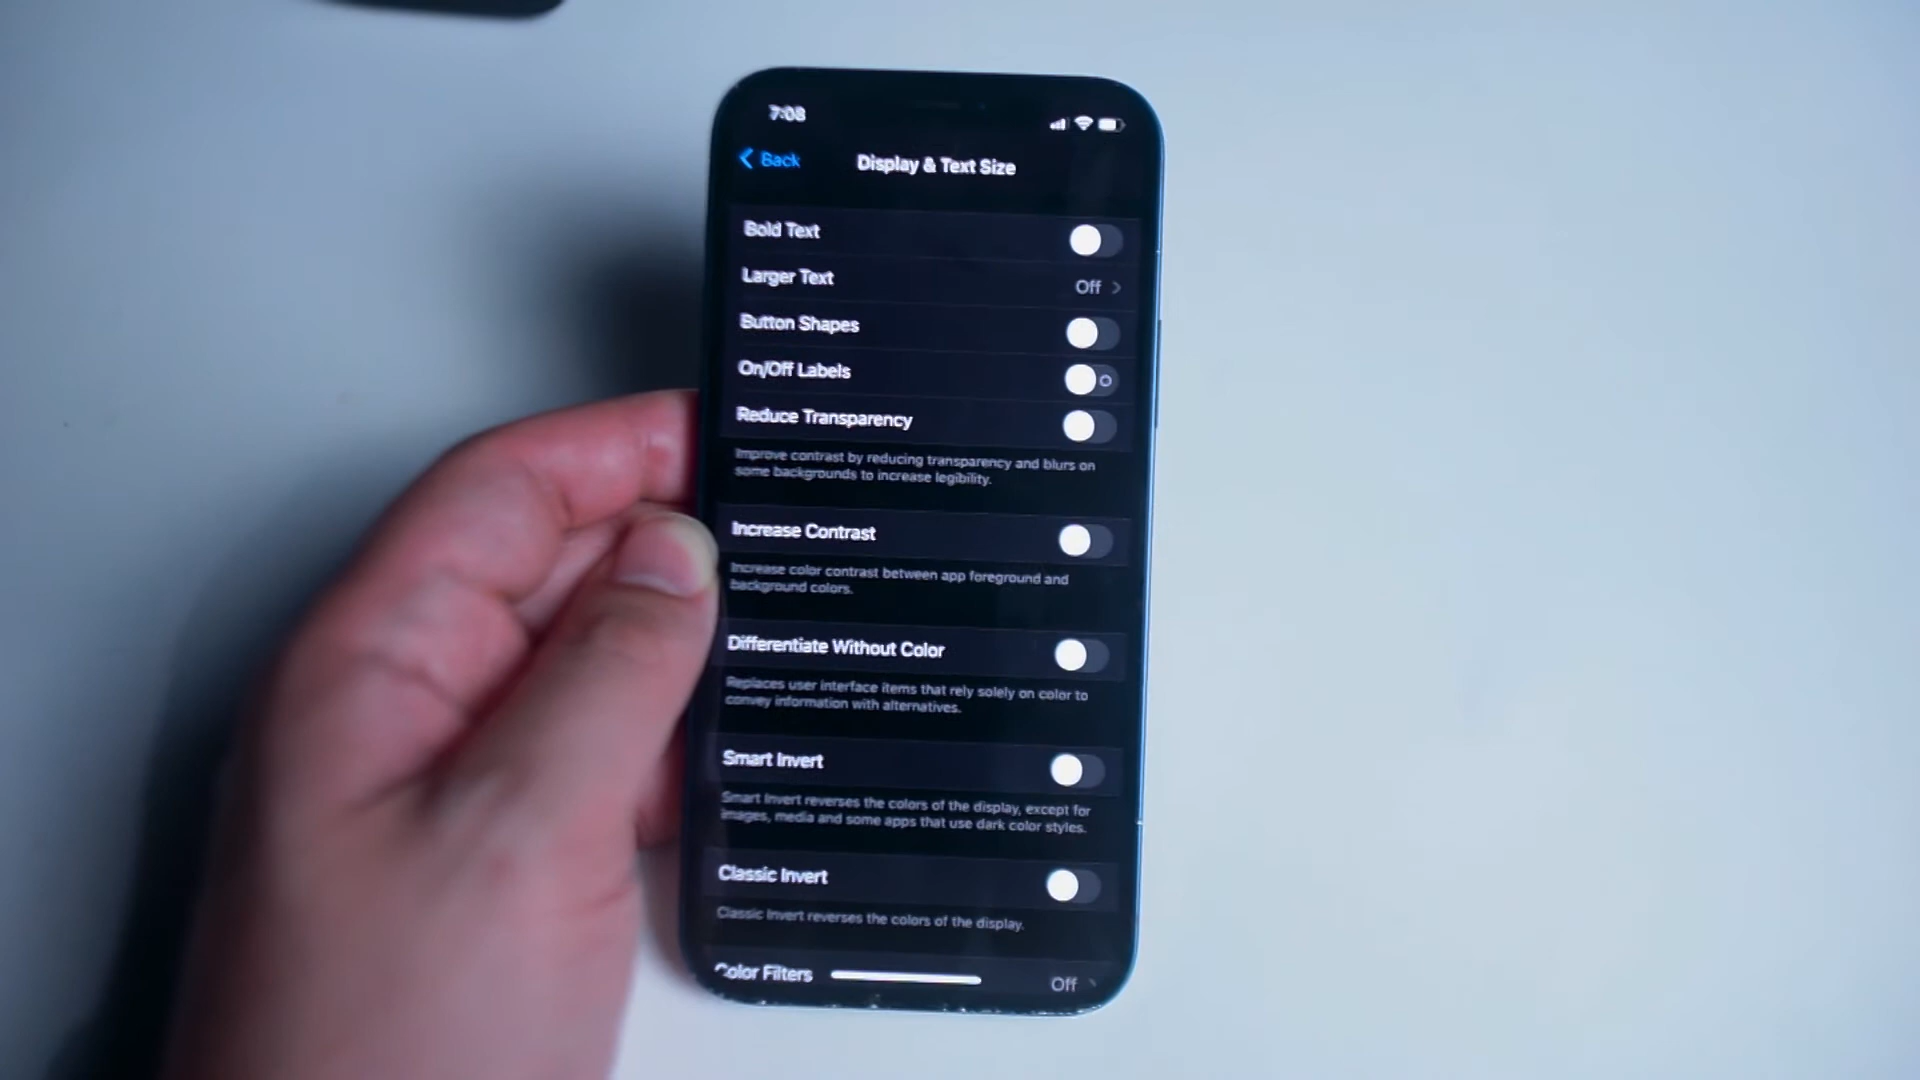 7:08
Back
Display & Text Size
Bold Text
Larger Text Off
Button Shapes
On/Off Labels
Reduce Transparency
Improve contrast by reducing transparency and blurs on
some backgrounds to increase legibility.
Increase Contrast
Increase color contrast between app foreground and
background colors.
Differentiate Without Color
Replaces user interface items that rely solely on color to
convey information with alternatives.
Smart Invert
Smart Invert reverses the colors of the display, except for
images, media and some apps that use dark color styles.
Classic Invert
Classic Invert reverses the colors of the display.
Color Filters Off